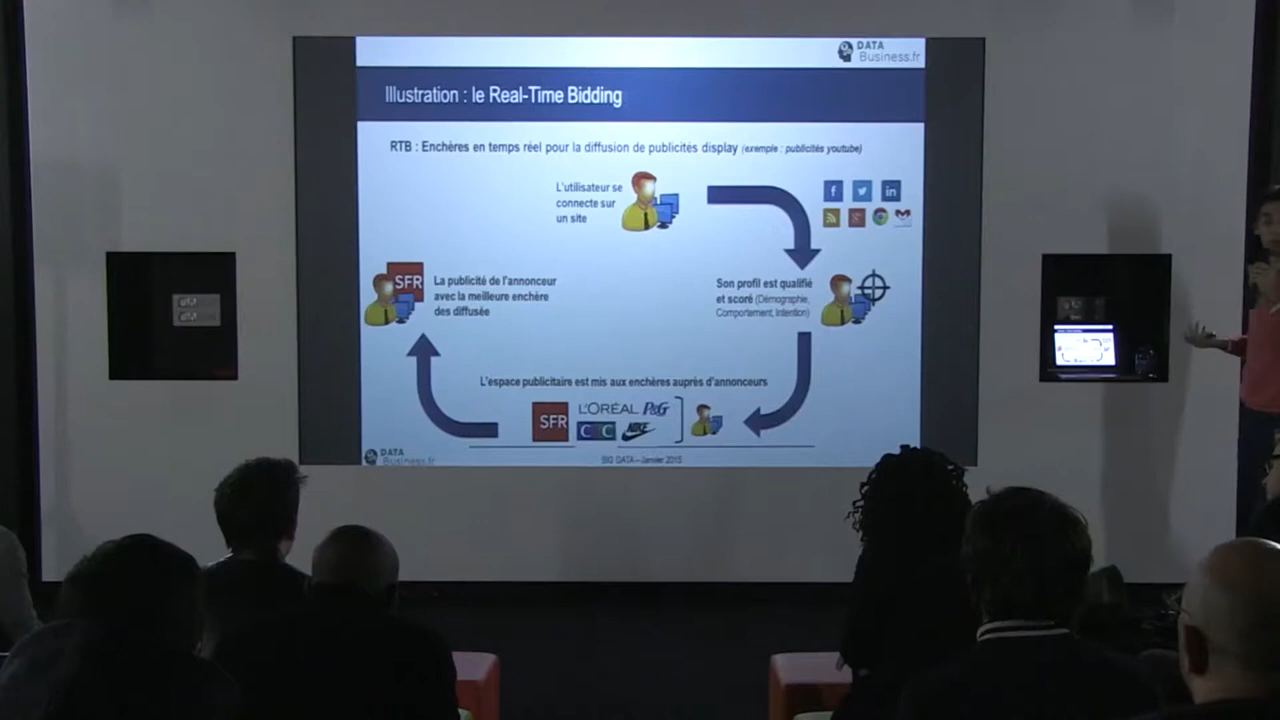 DATA
Business.fr
Illustration : le Real-Time Bidding
RTB : Enchères en temps réel pour la diffusion de publicités display (exemple : publicités youtube)
L'utilisateur se
connecte sur
un site
f
in
SFR
La publicité de l'annonceur
avec la meilleure enchère
des diffusée
Son profil est qualifié
et scoré (Démographie,
Comportement, Intention)
L'espace publicitaire est mis aux enchères auprès d'annonceurs
SFR
L'ORÉAL
P&G
NIKE
DATA
Business.fr
BIG DATA – Janvier 2015